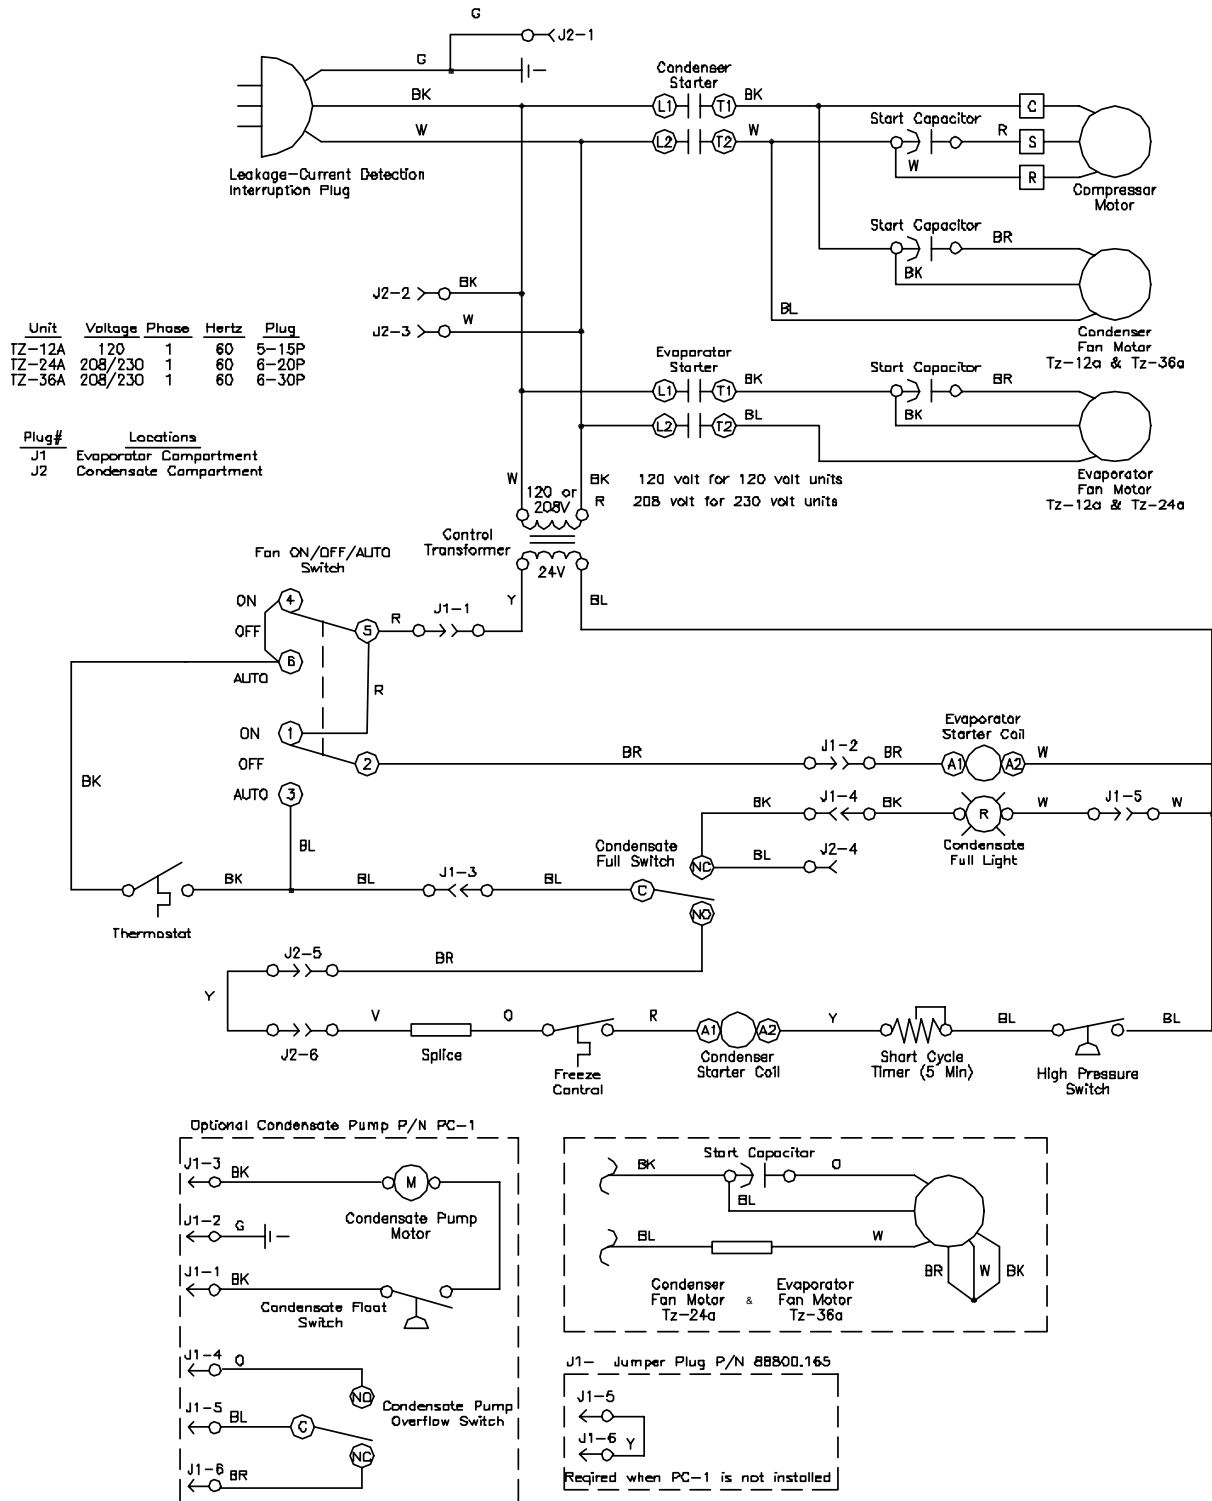 G
J2-1
G
BK
W
Leakage-Current Detection
Interruption Plug
Condenser
Starter
L1 T1 BK
L2 T2 W
Start Capacitor R
W
C
S
R
Compressor
Motor
Start Capacitor BR
BK
BL
Condenser
Fan Motor
Tz-12a & Tz-36a
J2-2 BK
J2-3 W
Unit Voltage Phase Hertz Plug
TZ-12A 120 1 60 5-15P
TZ-24A 208/230 1 60 6-20P
TZ-36A 208/230 1 60 6-30P
Plug# Locations
J1 Evaporator Compartment
J2 Condensate Compartment
Evaporator
Starter
L1 T1 BK
L2 T2 BL
Start Capacitor BR
BK
Evaporator
Fan Motor
Tz-12a & Tz-24a
W 120 or BK 120 volt for 120 volt units
208V R 208 volt for 230 volt units
Control
Transformer
24V
Y BL
Fan ON/OFF/AUTO
Switch
ON 4
OFF 5 R J1-1
AUTO 6
R
ON 1
OFF 2 BR J1-2 BR
AUTO 3
Evaporator
Starter Coil
A1 A2 W
BK
BL
BK J1-4 BK R W J1-5 W
Condensate
Full Light
Condensate
Full Switch
NC BL J2-4
BK BL J1-3 BL C
NO
Thermostat
J2-5 BR
Y
J2-6
V
Splice
O
Freeze
Control
R
A1 A2
Condenser
Starter Coil
Y
Short Cycle
Timer (5 Min)
BL
High Pressure
Switch
BL
Optional Condensate Pump P/N PC-1
J1-3 BK M
Condensate Pump
Motor
J1-2 G
J1-1 BK
Condensate Float
Switch
J1-4 O
NO
Condensate Pump
Overflow Switch
J1-5 BL C
NC
J1-6 BR
Start Capacitor
BK O
BL
BL W
BR W BK
Condenser Evaporator
Fan Motor & Fan Motor
Tz-24a Tz-36a
J1- Jumper Plug P/N 88800.165
J1-5
J1-6 Y
Reqired when PC-1 is not installed